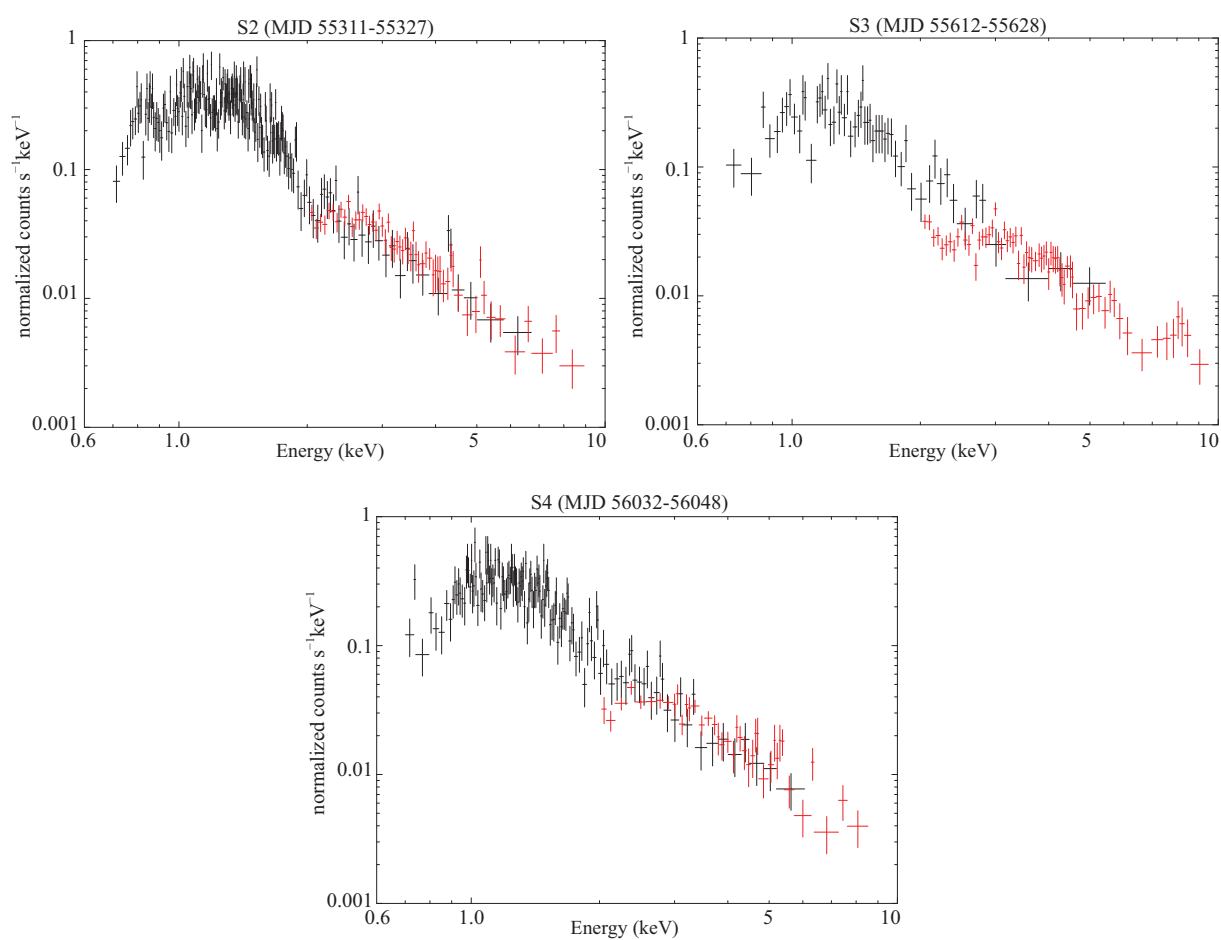 S2 (MJD 55311-55327)
normalized counts s⁻¹keV⁻¹
1
0.1
0.01
0.001
0.6 1.0 2 5 10
Energy (keV)
S3 (MJD 55612-55628)
normalized counts s⁻¹keV⁻¹
1
0.1
0.01
0.001
0.6 1.0 2 5 10
Energy (keV)
S4 (MJD 56032-56048)
normalized counts s⁻¹keV⁻¹
1
0.1
0.01
0.001
0.6 1.0 2 5 10
Energy (keV)